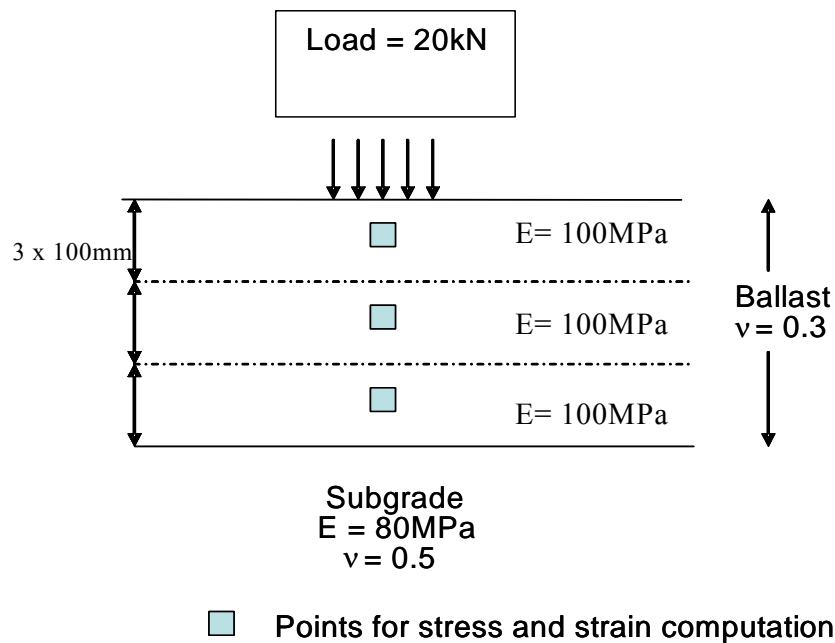 Load = 20kN
E= 100MPa
3 x 100mm
Ballast
ν = 0.3
E= 100MPa
E= 100MPa
Subgrade
E = 80MPa
ν = 0.5
Points for stress and strain computation